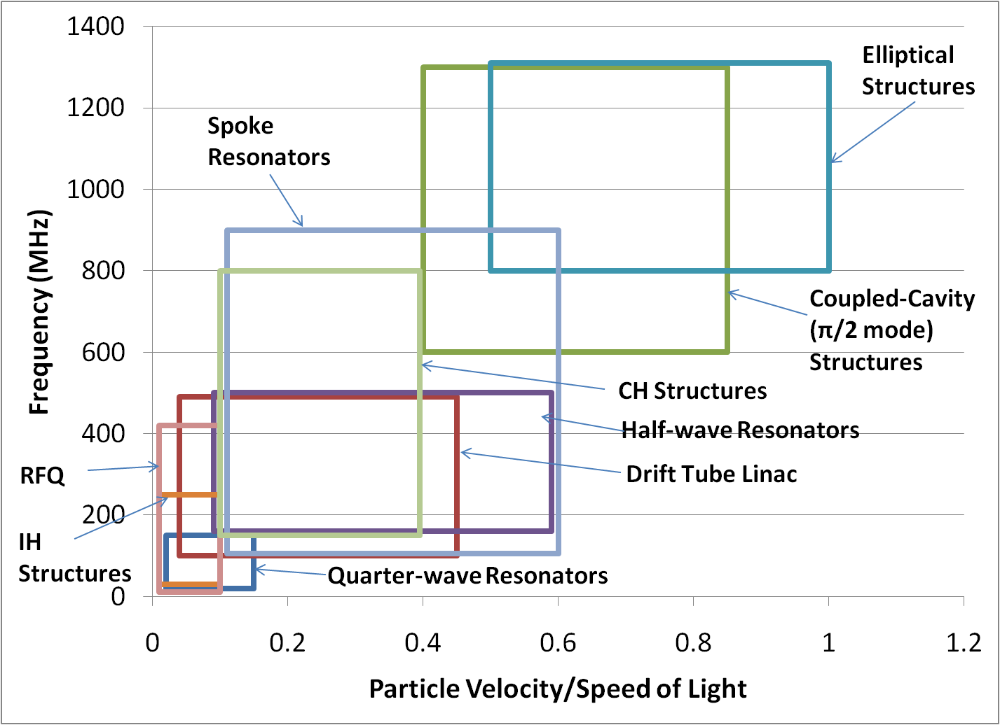 1400
1200
1000
800
600
400
200
0
0
0.2
0.4
0.6
0.8
1
1.2
Frequency (MHz)
Particle Velocity/Speed of Light
Elliptical
Structures
Spoke
Resonators
Coupled-Cavity
(π/2 mode)
Structures
CH Structures
Half-wave Resonators
Drift Tube Linac
RFQ
IH
Structures
Quarter-wave Resonators